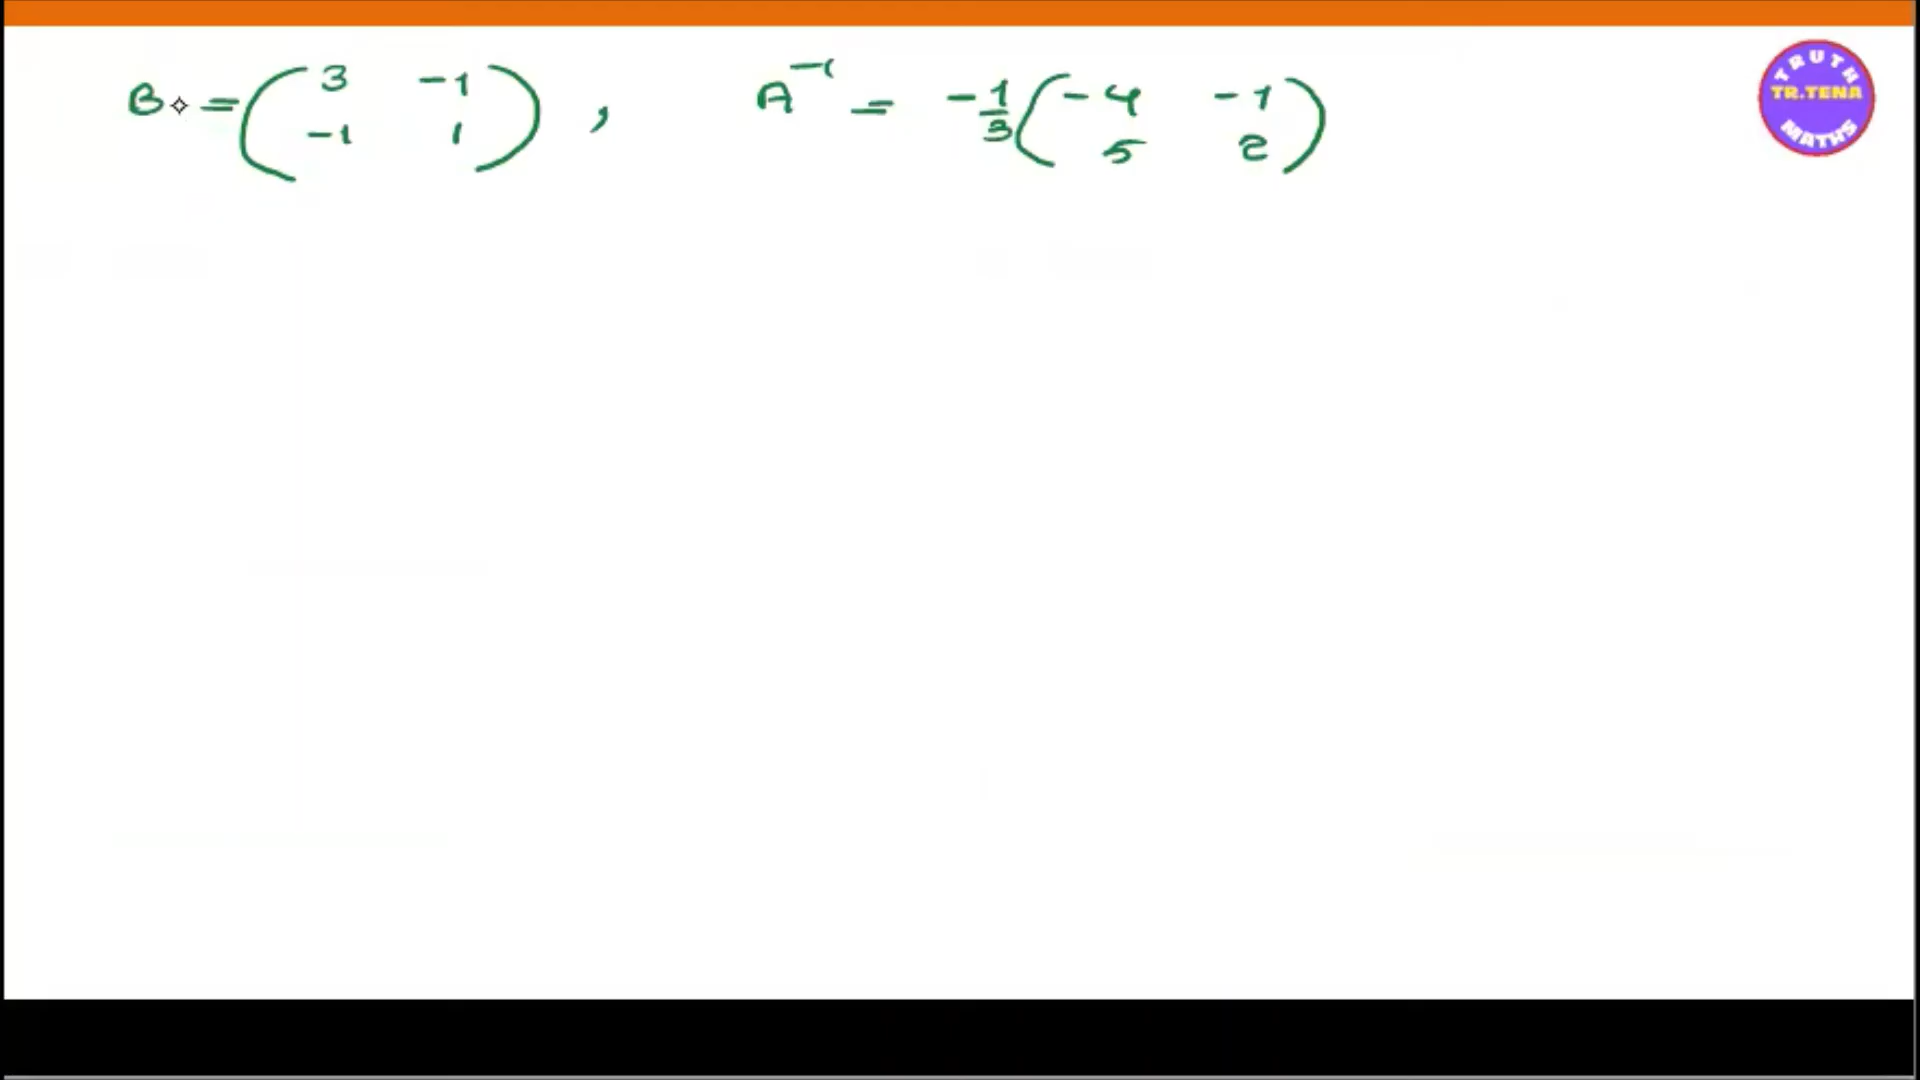 B = ( 3 -1 , A⁻¹ = -1/3 ( -4 -1 )
-1 1 ) 5 2
TRUTH
TR.TENA
MATHS